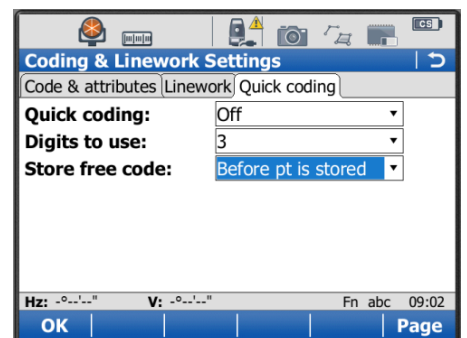 CS
Coding & Linework Settings
Code & attributes Linework Quick coding
Quick coding: Off
Digits to use: 3
Store free code: Before pt is stored
Hz: -°--'--" V: -°--'--" Fn abc 09:02
OK Page